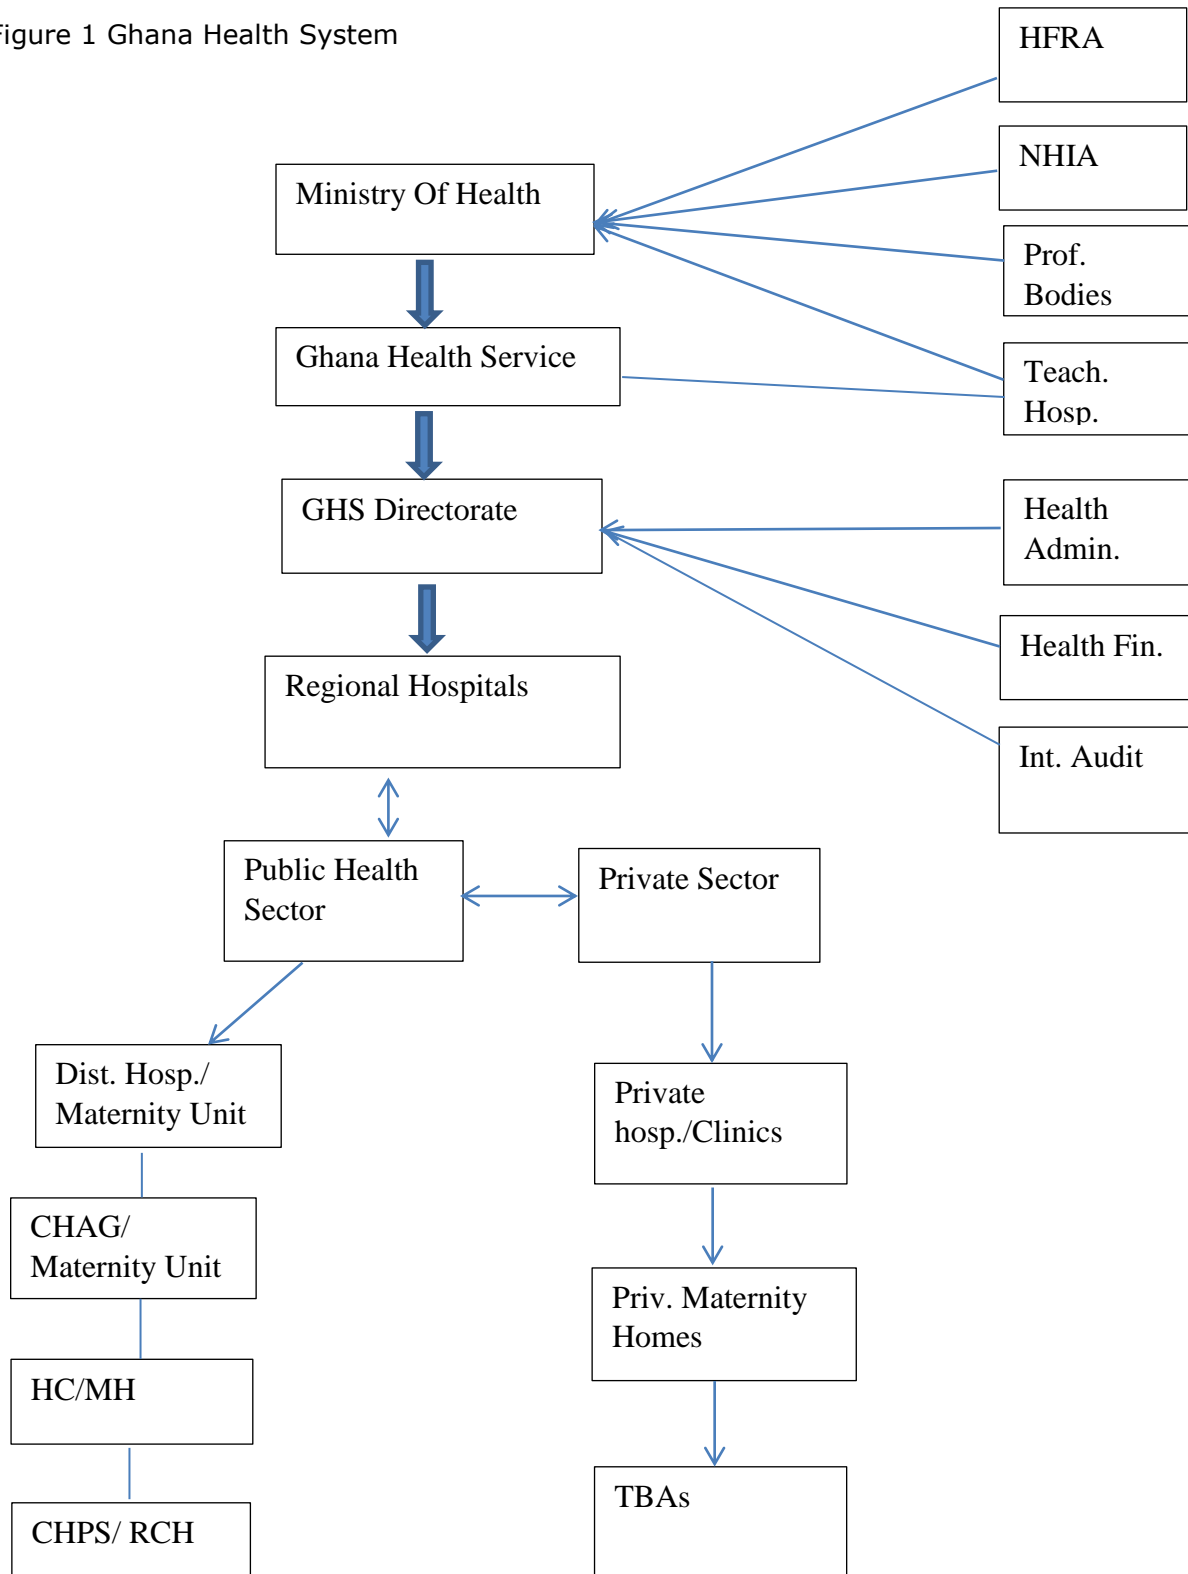 Figure 1 Ghana Health System
HFRA
NHIA
Ministry Of Health
Prof.
Bodies
Ghana Health Service
Teach.
Hosp.
GHS Directorate
Health
Admin.
Health Fin.
Regional Hospitals
Int. Audit
Public Health
Sector
Private Sector
Dist. Hosp./
Maternity Unit
Private
hosp./Clinics
CHAG/
Maternity Unit
Priv. Maternity
Homes
HC/MH
TBAs
CHPS/ RCH